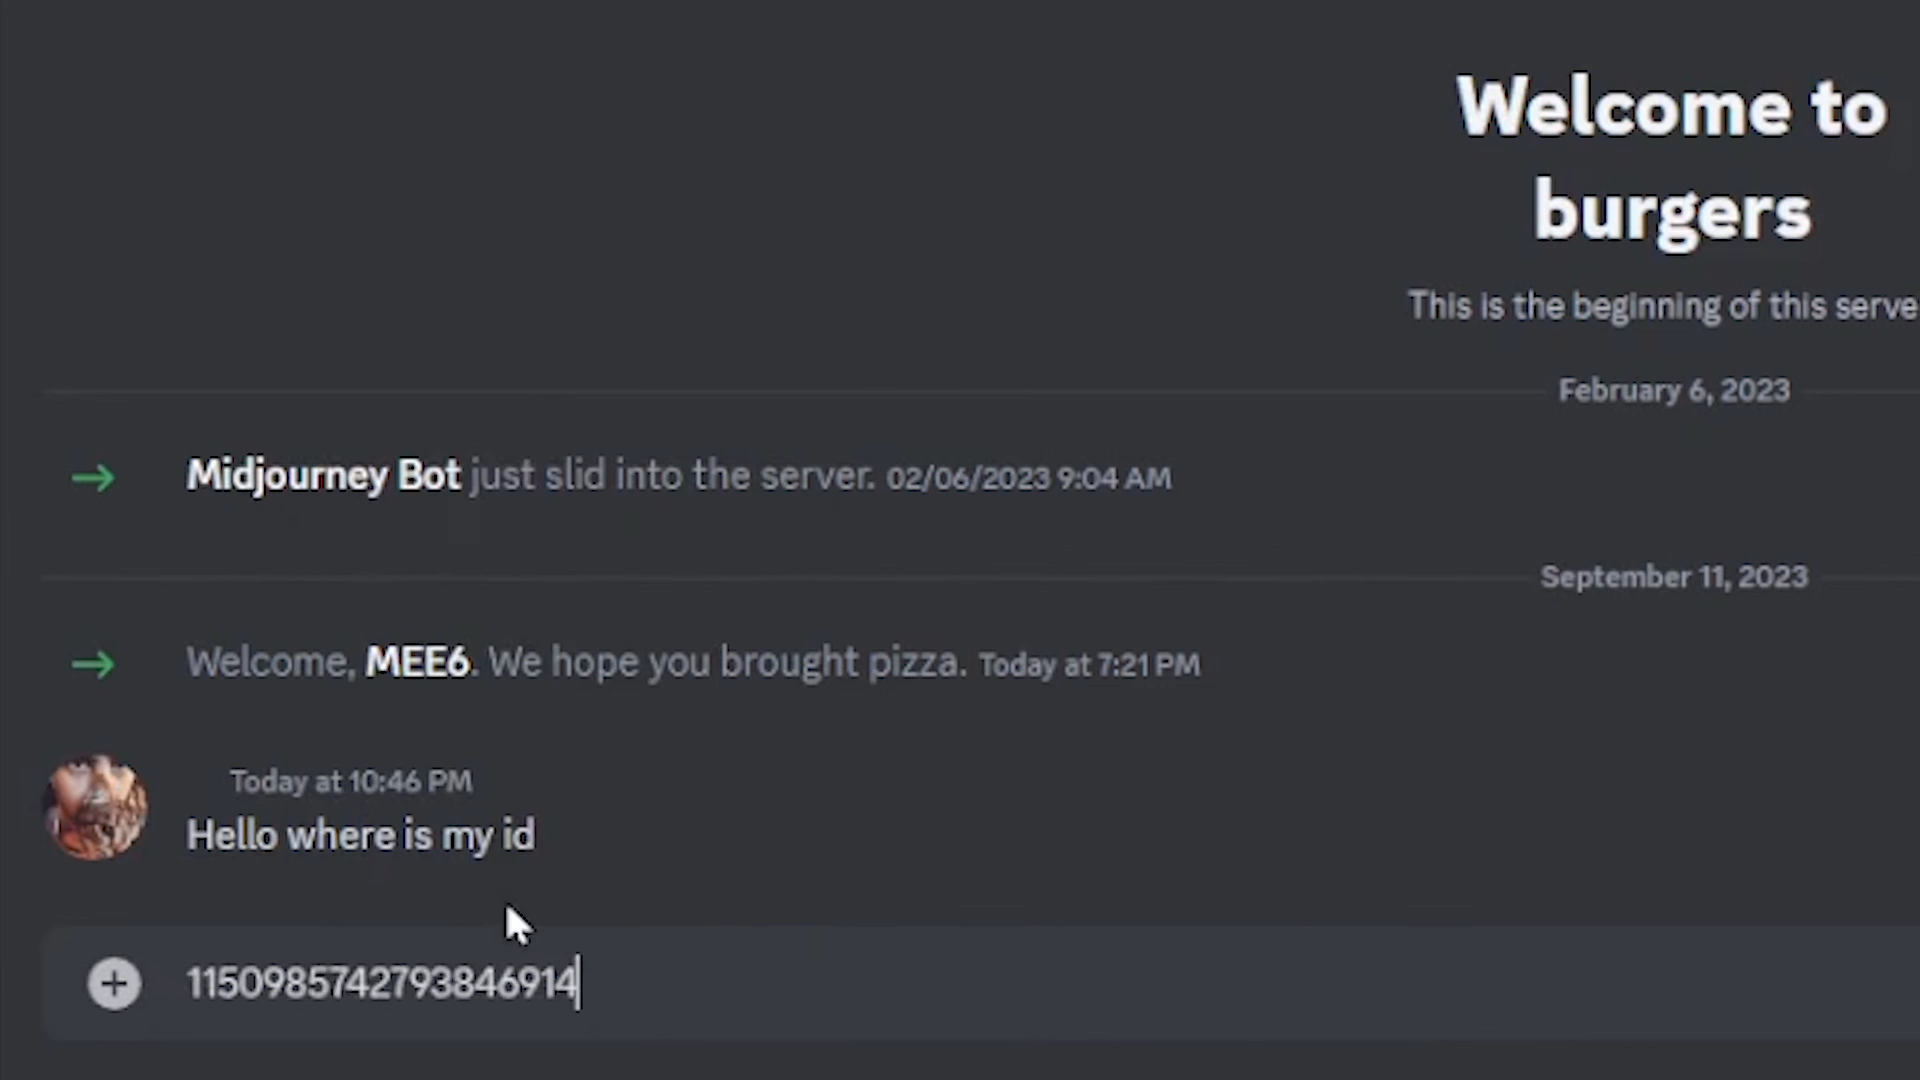 Welcome to
burgers
This is the beginning of this serve
February 6, 2023
Midjourney Bot just slid into the server. 02/06/2023 9:04 AM
September 11, 2023
Welcome, MEE6. We hope you brought pizza. Today at 7:21 PM
Today at 10:46 PM
Hello where is my id
1150985742793846914